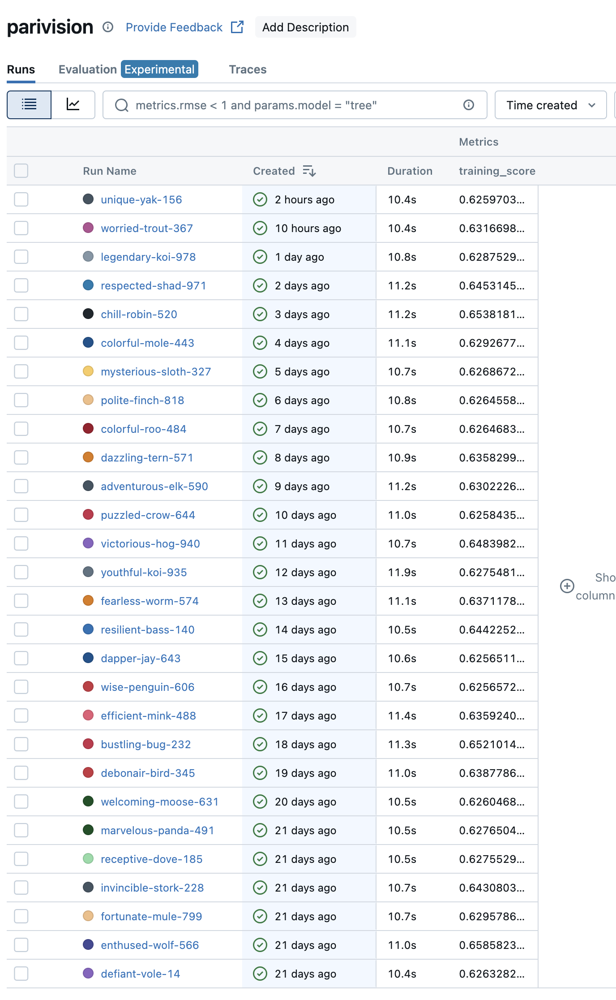 parivision Provide Feedback Add Description
Runs Evaluation Experimental Traces
metrics.rmse < 1 and params.model = "tree" Time created
Metrics
Run Name Created Duration training_score
unique-yak-156 2 hours ago 10.4s 0.6259703...
worried-trout-367 10 hours ago 10.4s 0.6316698...
legendary-koi-978 1 day ago 10.8s 0.6287529...
respected-shad-971 2 days ago 11.2s 0.6453145...
chill-robin-520 3 days ago 11.2s 0.6538181...
colorful-mole-443 4 days ago 11.1s 0.6292677...
mysterious-sloth-327 5 days ago 10.7s 0.6268672...
polite-finch-818 6 days ago 10.8s 0.6264558...
colorful-roo-484 7 days ago 10.7s 0.6264683...
dazzling-tern-571 8 days ago 10.9s 0.6358299...
adventurous-elk-590 9 days ago 11.2s 0.6302226...
puzzled-crow-644 10 days ago 11.0s 0.6258435...
victorious-hog-940 11 days ago 10.7s 0.6483982...
youthful-koi-935 12 days ago 11.9s 0.6275481...
Sho
column
fearless-worm-574 13 days ago 11.1s 0.6371178...
resilient-bass-140 14 days ago 10.5s 0.6442252...
dapper-jay-643 15 days ago 10.6s 0.6256511...
wise-penguin-606 16 days ago 10.7s 0.6256572...
efficient-mink-488 17 days ago 11.4s 0.6359240...
bustling-bug-232 18 days ago 11.3s 0.6521014...
debonair-bird-345 19 days ago 11.0s 0.6387786...
welcoming-moose-631 20 days ago 10.5s 0.6260468...
marvelous-panda-491 21 days ago 10.5s 0.6276504...
receptive-dove-185 21 days ago 10.5s 0.6275529...
invincible-stork-228 21 days ago 10.7s 0.6430803...
fortunate-mule-799 21 days ago 10.7s 0.6295786...
enthused-wolf-566 21 days ago 11.0s 0.6585823...
defiant-vole-14 21 days ago 10.4s 0.6263282...